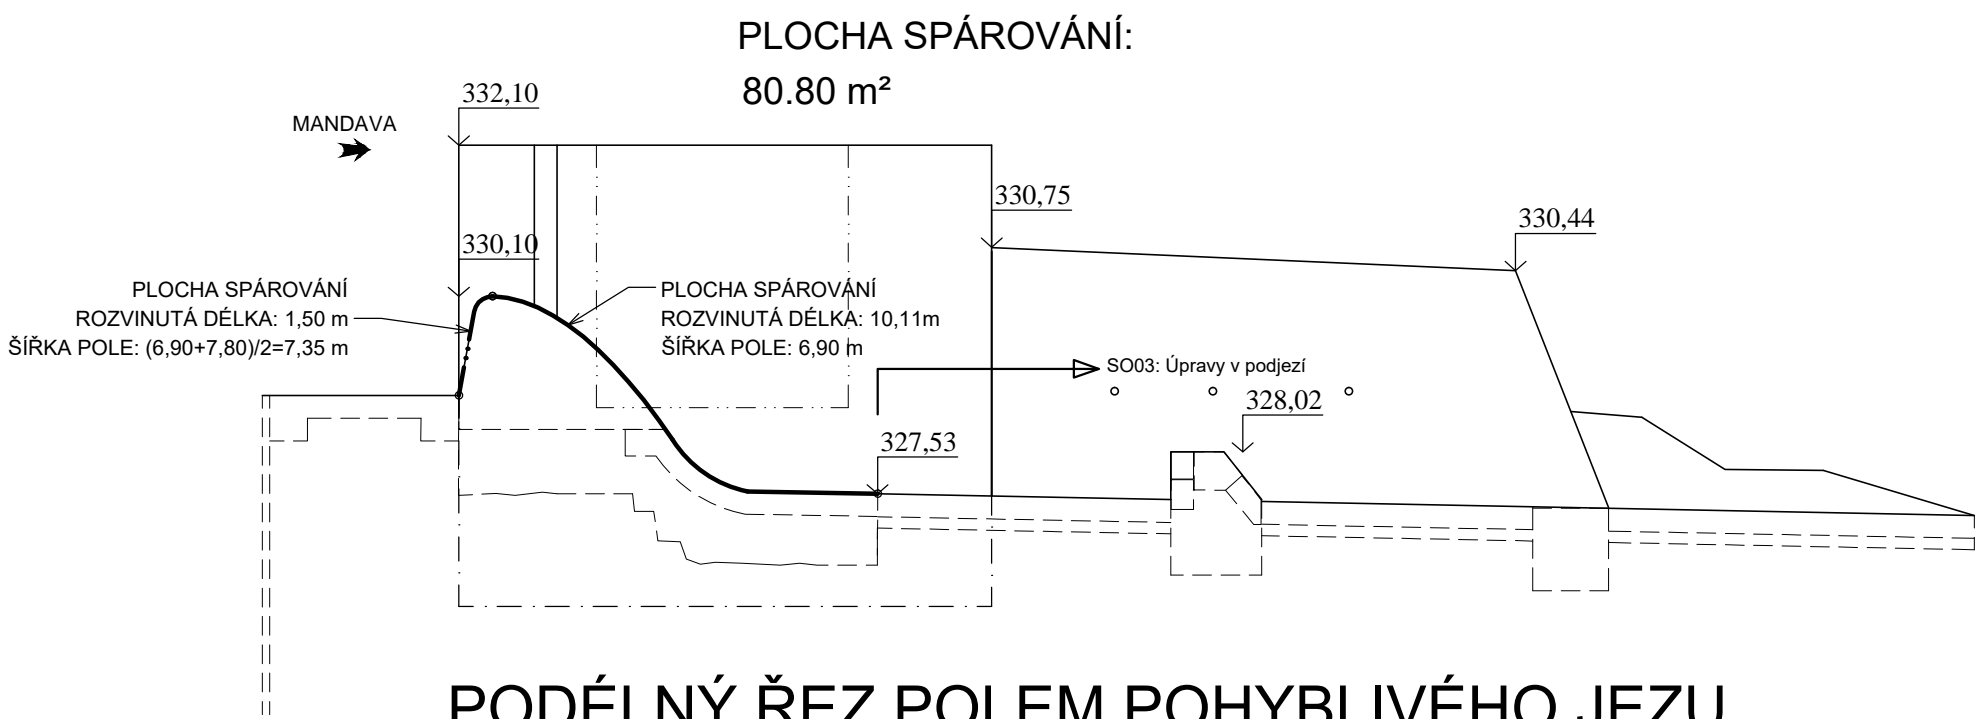 PLOCHA SPÁROVÁNÍ:
80.80 m²
332,10
MANDAVA
330,75
330,44
330,10
PLOCHA SPÁROVÁNÍ
ROZVINUTÁ DÉLKA: 1,50 m
ŠÍŘKA POLE: (6,90+7,80)/2=7,35 m
PLOCHA SPÁROVÁNÍ
ROZVINUTÁ DÉLKA: 10,11m
ŠÍŘKA POLE: 6,90 m
SO03: Úpravy v podjezí
328,02
327,53
PODÉLNÝ ŘEZ POLEM POHYBLIVÉHO JEZU